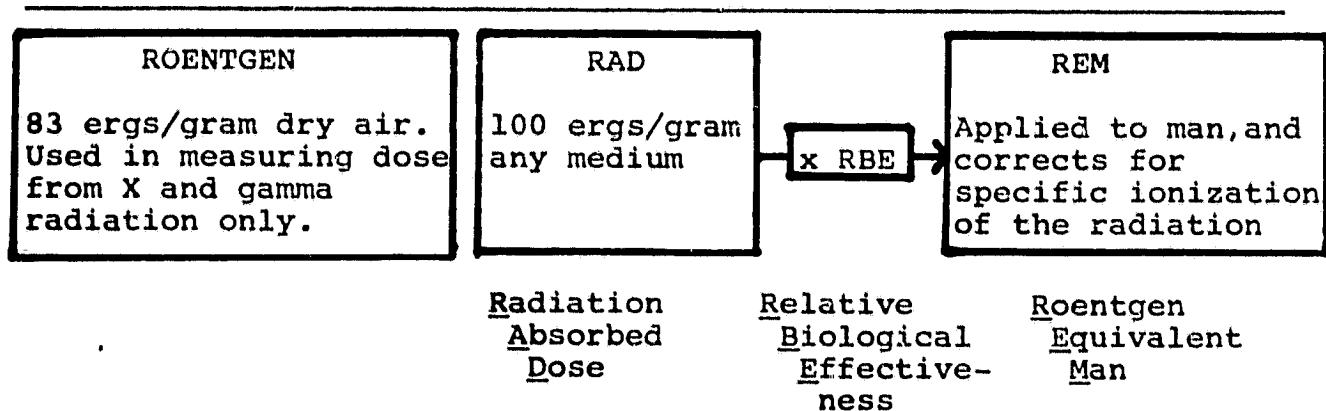 ROENTGEN
83 ergs/gram dry air.
Used in measuring dose
from X and gamma
radiation only.
RAD
100 ergs/gram
any medium
x RBE
REM
Applied to man,and
corrects for
specific ionization
of the radiation
Radiation
Absorbed
Dose
Relative
Biological
Effective-
ness
Roentgen
Equivalent
Man